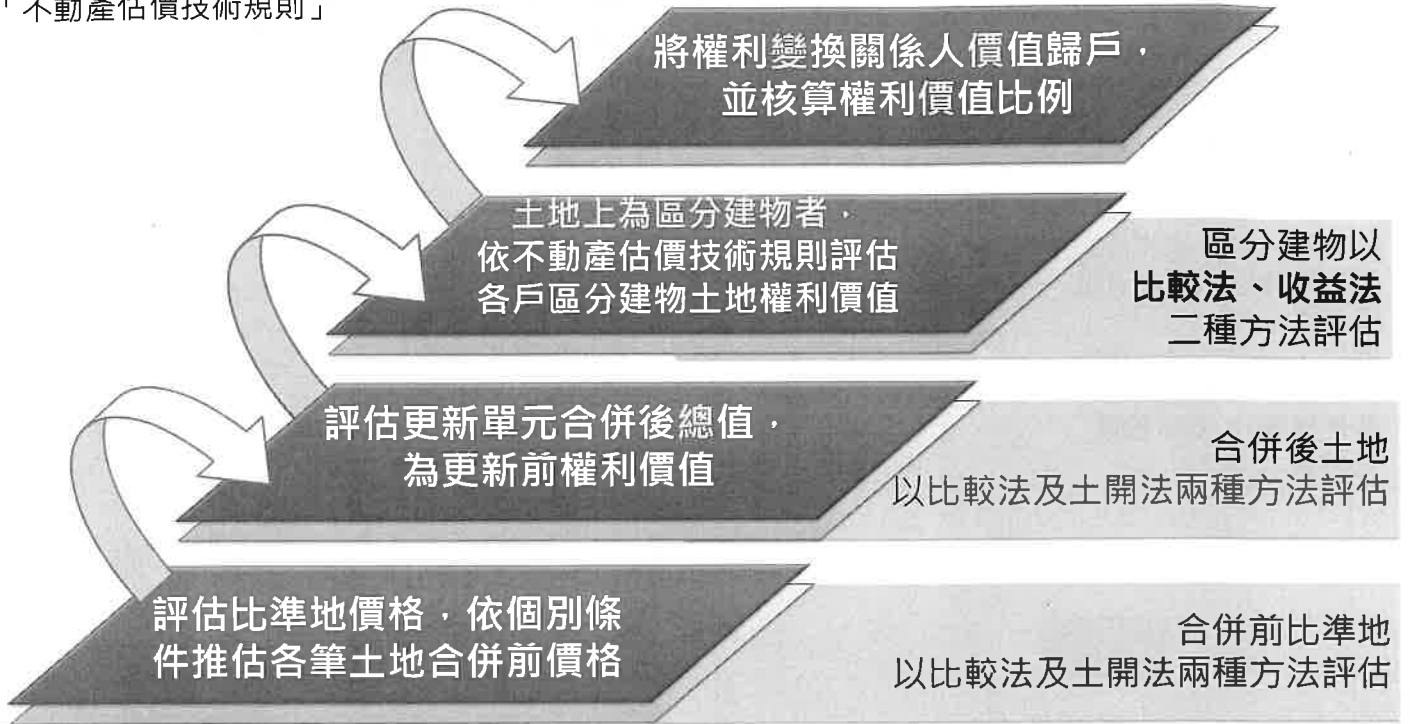 「不動產估價技術規則」
將權利變換關係人價值歸戶，
並核算權利價值比例
土地上為區分建物者，
依不動產估價技術規則評估
各戶區分建物土地權利價值
區分建物以
比較法、收益法
二種方法評估
評估更新單元合併後總值，
為更新前權利價值
合併後土地
以比較法及土開法兩種方法評估
評估比準地價格，依個別條
件推估各筆土地合併前價格
合併前比準地
以比較法及土開法兩種方法評估